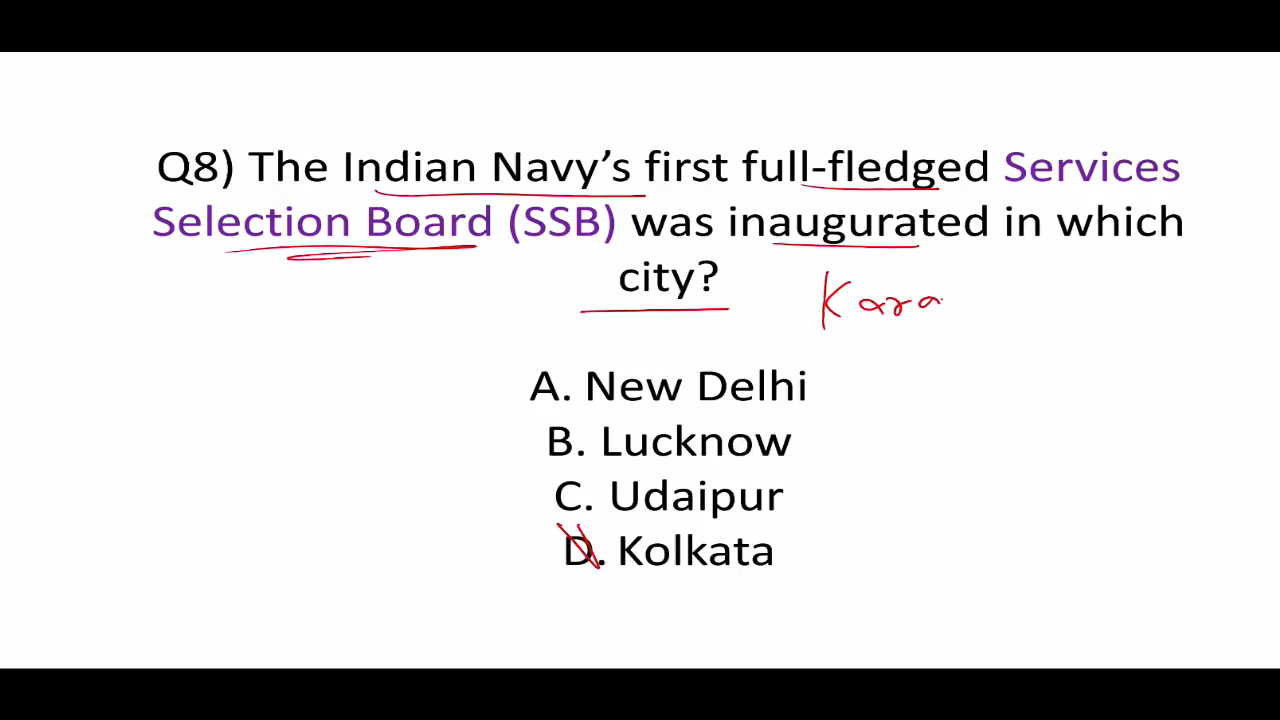 Q8) The Indian Navy’s first full-fledged Services
Selection Board (SSB) was inaugurated in which
city?
Kara
A. New Delhi
B. Lucknow
C. Udaipur
D. Kolkata